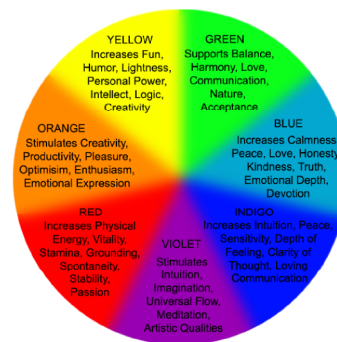 YELLOW
Increases Fun,
Humor, Lightness,
Personal Power,
Intellect, Logic,
Creativity
GREEN
Supports Balance,
Harmony, Love,
Communication,
Nature,
Acceptance
BLUE
Increases Calmness
Peace, Love, Honesty
Kindness, Truth,
Emotional Depth,
Devotion
INDIGO
Increases Intuition, Peace,
Sensitivity, Depth of
Feeling, Clarity of
Thought, Loving
Communication
VIOLET
Stimulates
Intuition,
Imagination,
Universal Flow,
Meditation,
Artistic Qualities
RED
Increases Physical
Energy, Vitality,
Stamina, Grounding,
Spontaneity,
Stability,
Passion
ORANGE
Stimulates Creativity,
Productivity, Pleasure,
Optimisim, Enthusiasm,
Emotional Expression